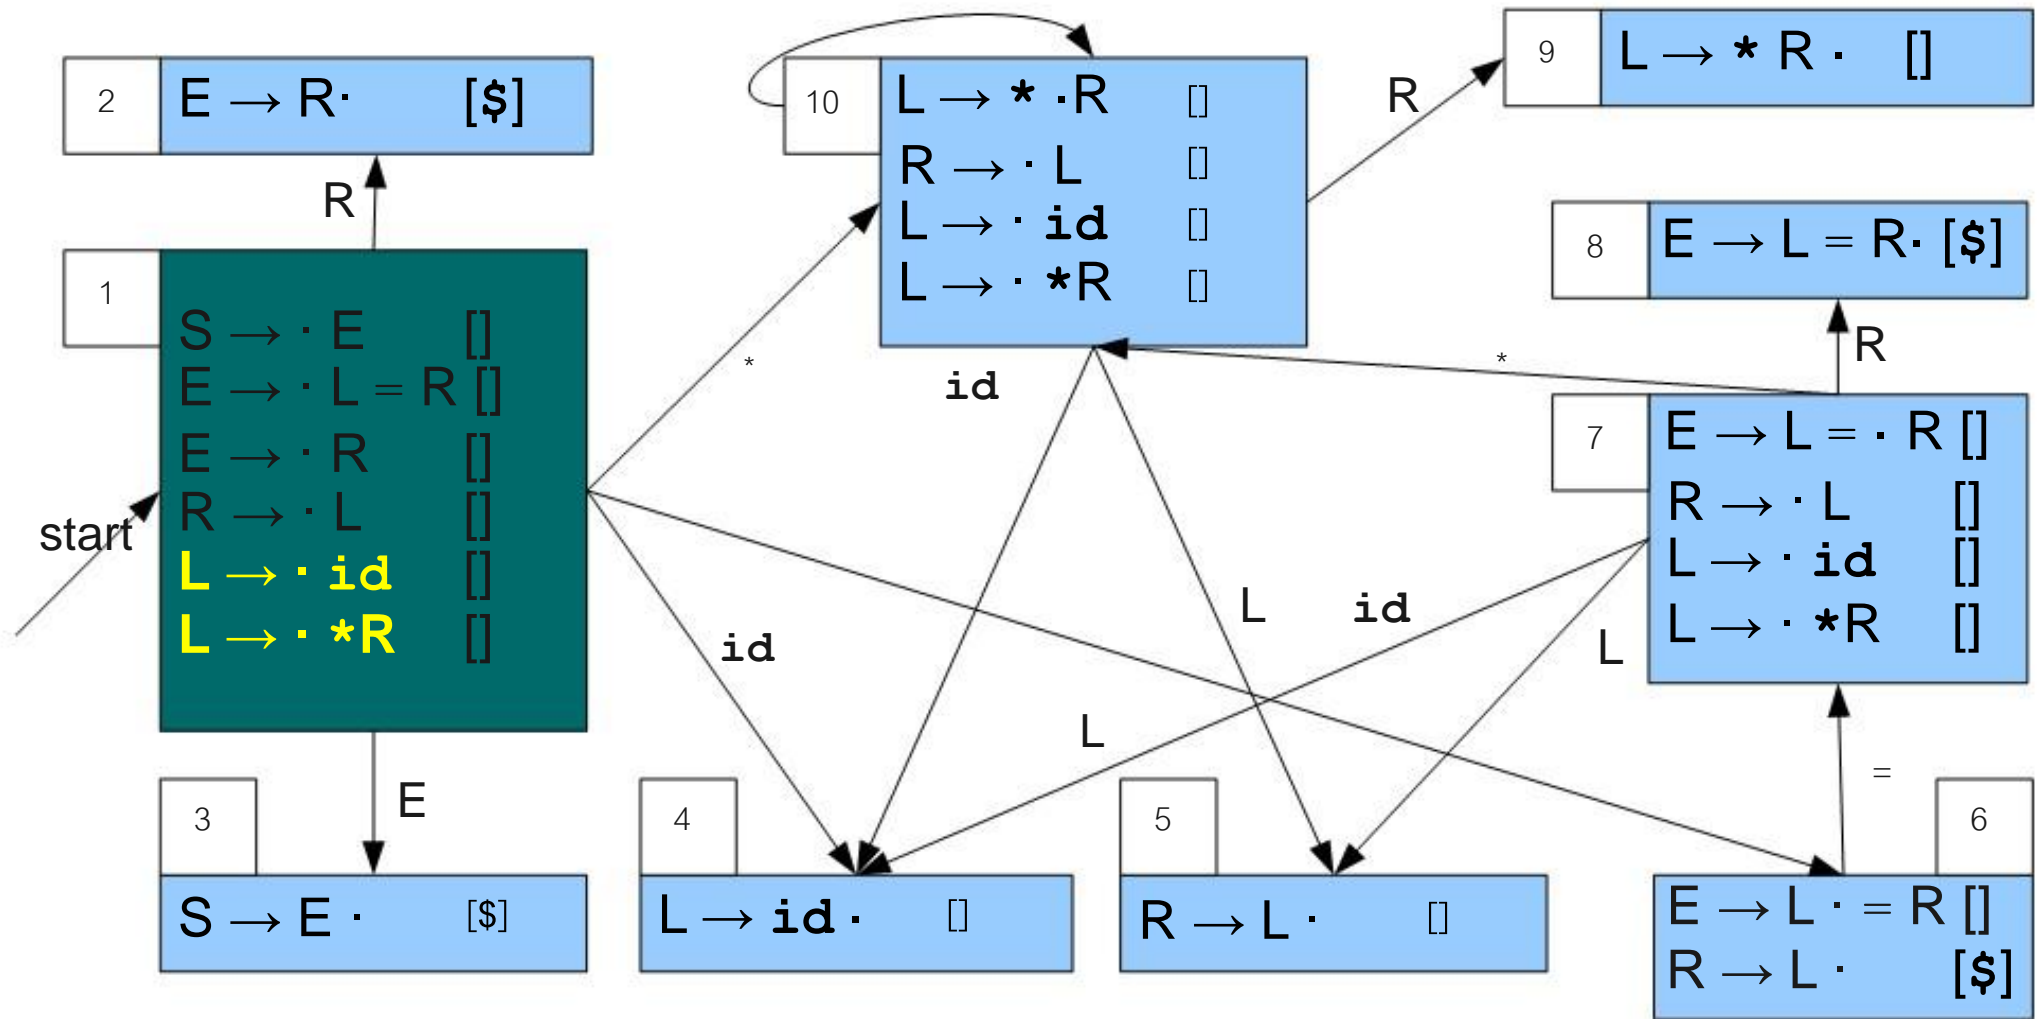 2
E → R· [$]
R
1
S → · E []
E → · L = R []
E → · R []
R → · L []
L → · id []
L → · *R []
start
E
3
S → E · [$]
10
L → * ·R []
R → · L []
L → · id []
L → · *R []
R
9
L → * R · []
8
E → L = R· [$]
R
*
*
id
7
E → L = · R []
R → · L []
L → · id []
L → · *R []
id
L
id
L
L
=
4
L → id · []
5
R → L · []
6
E → L · = R []
R → L · [$]